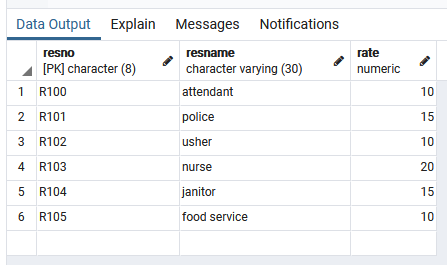 Data Output Explain Messages Notifications
resno resname rate
[PK] character (8) character varying (30) numeric
1 R100 attendant 10
2 R101 police 15
3 R102 usher 10
4 R103 nurse 20
5 R104 janitor 15
6 R105 food service 10